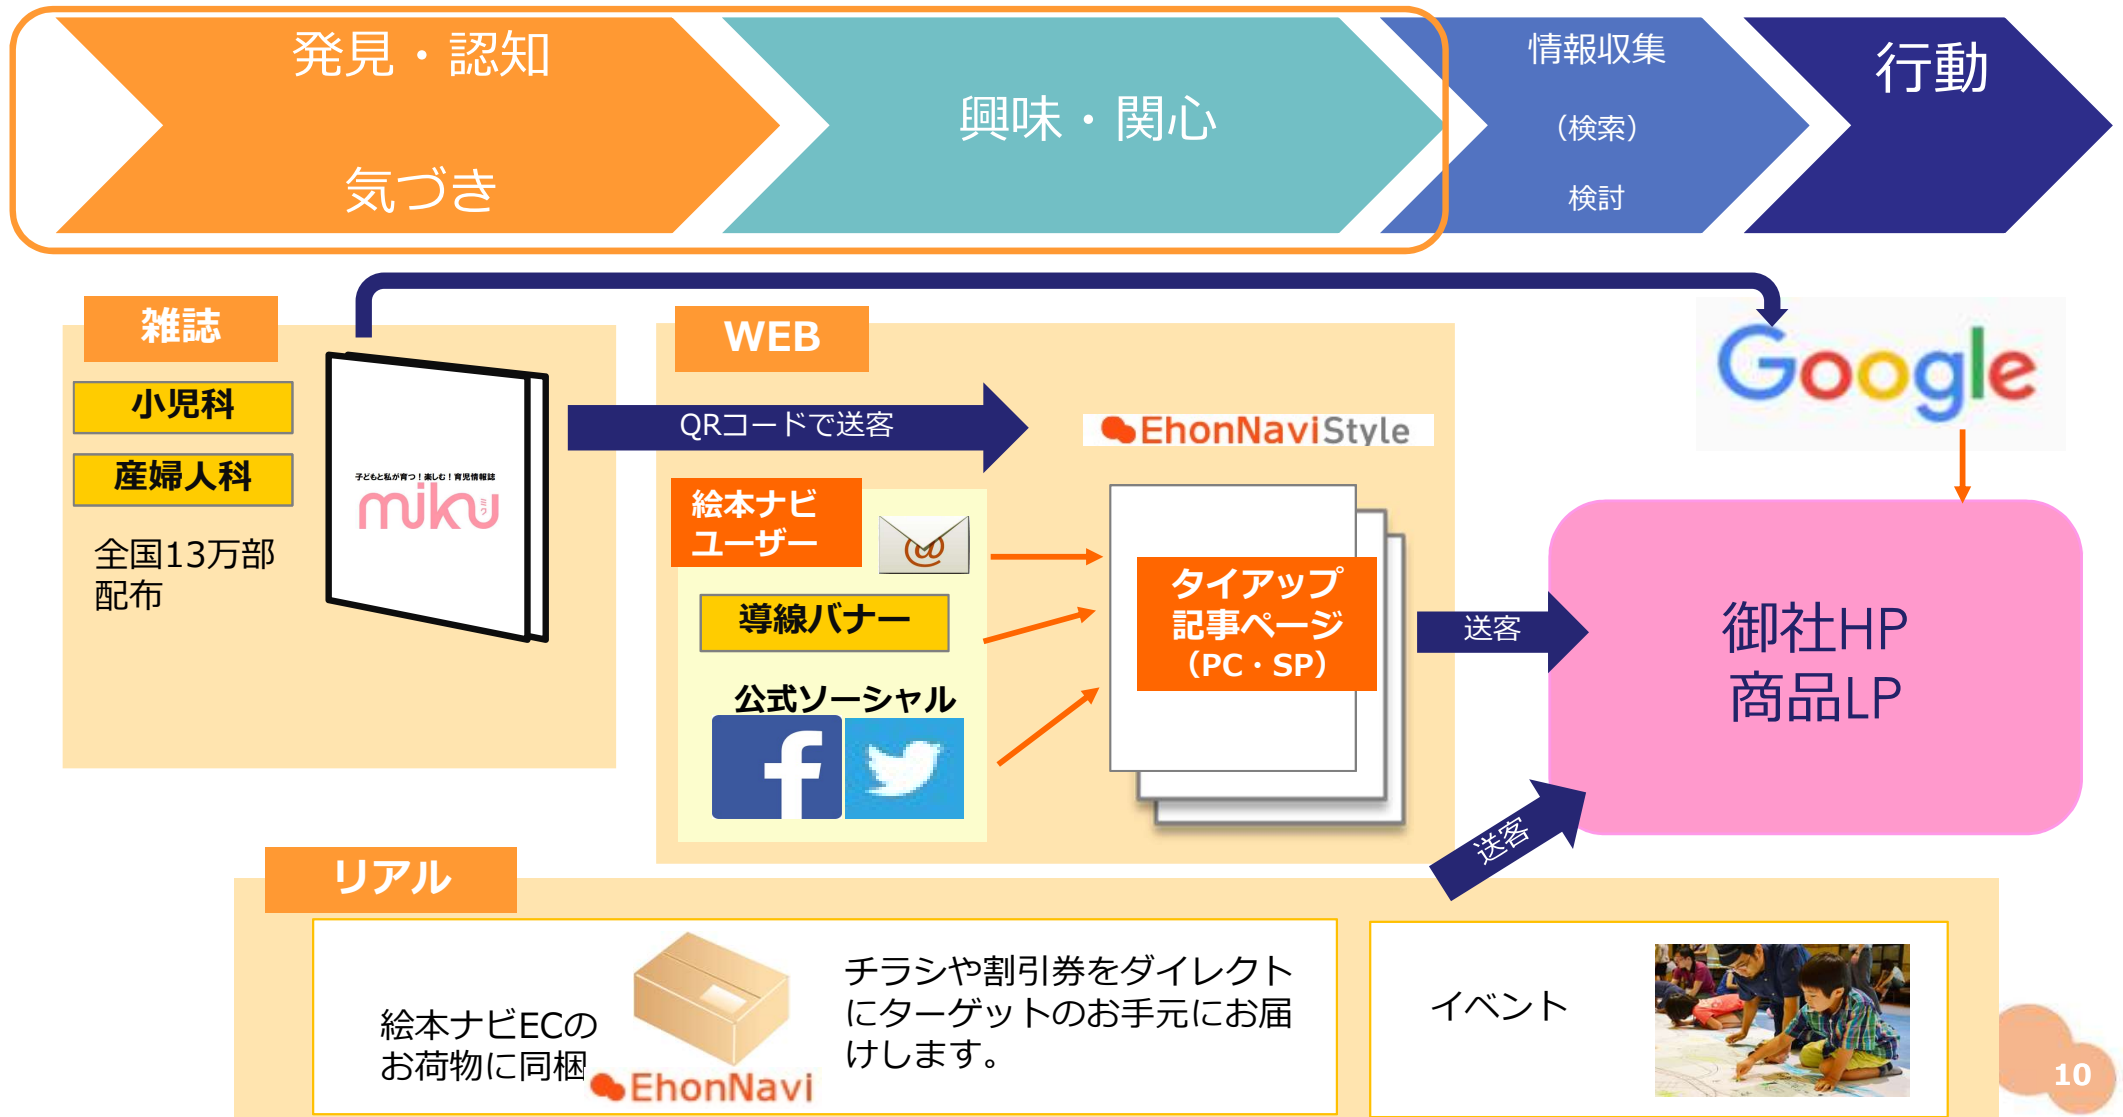 発見・認知
気づき
興味・関心
情報収集
（検索）
検討
行動
雑誌
小児科
産婦人科
全国13万部
配布
子どもと私が育つ！楽しむ！育児情報誌
miku
ミク
WEB
QRコードで送客
EhonNaviStyle
絵本ナビ
ユーザー
@
導線バナー
公式ソーシャル
f
タイアップ
記事ページ
（PC・SP）
送客
Google
御社HP
商品LP
送客
リアル
絵本ナビECの
お荷物に同梱
EhonNavi
チラシや割引券をダイレクト
にターゲットのお手元にお届
けします。
イベント
10